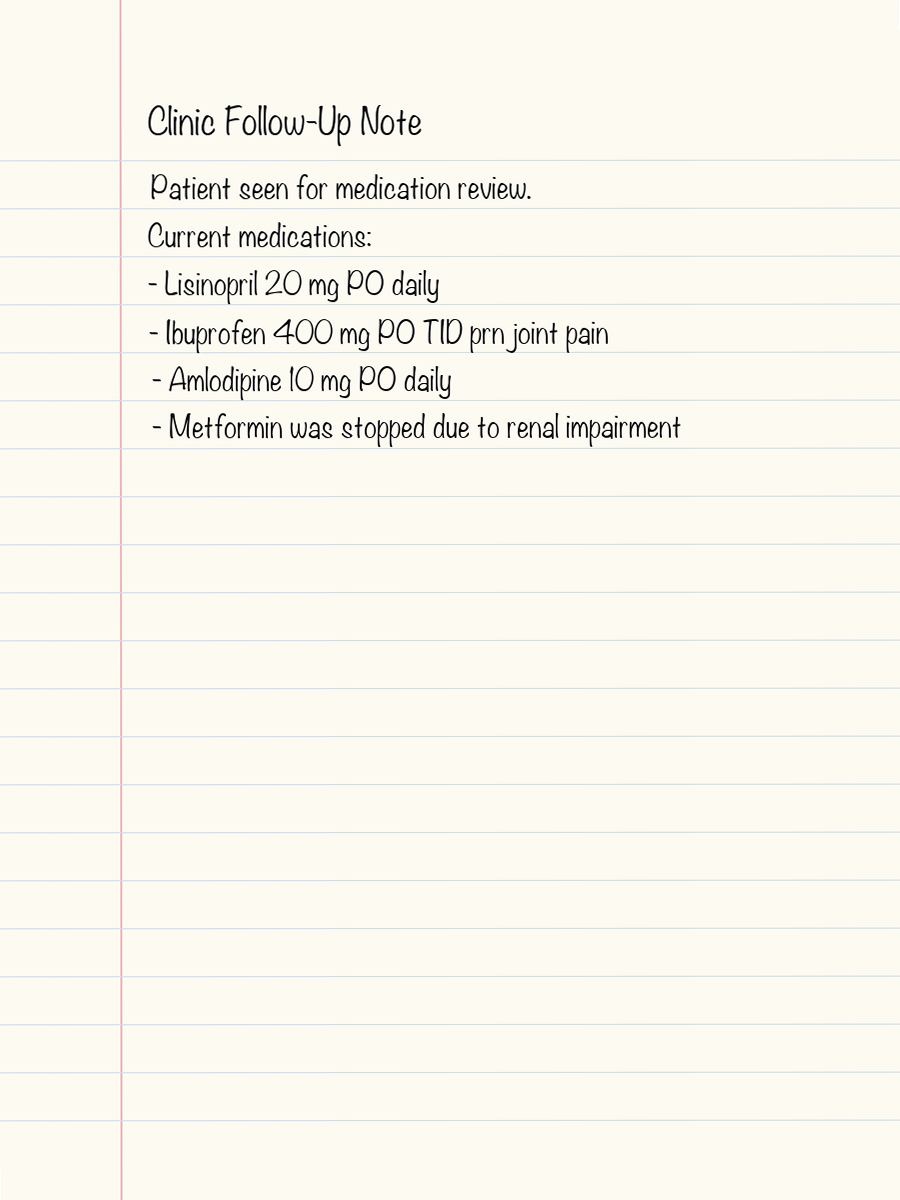 Clinic Follow-Up Note
Patient seen for medication review.
Current medications:
- Lisinopril 20 mg PO daily
- Ibuprofen 400 mg PO TID prn joint pain
- Amlodipine 10 mg PO daily
- Metformin was stopped due to renal impairment